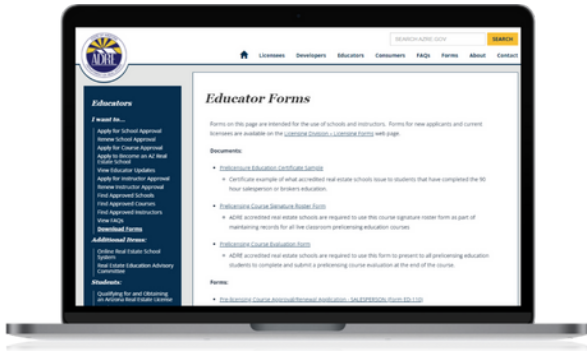 SEARCH AZRE.GOV
SEARCH
Licensees Developers Educators Consumers FAQs Forms About Contact
ADRE
Educators
I want to...
Apply for School Approval
Renew School Approval
Apply for Course Approval
Apply to Become an AZ Real
Estate School
View Educator Updates
Apply for Instructor Approval
Renew Instructor Approval
Find Approved Schools
Find Approved Courses
Find Approved Instructors
View FAQs
Download Forms
Additional Items:
Online Real Estate School
System
Real Estate Education Advisory
Committee
Students:
Qualifying for and Obtaining
an Arizona Real Estate License
Educator Forms
Forms on this page are intended for the use of schools and instructors. Forms for new applicants and current
licensees are available on the Licensing Division - Licensing Forms web page.
Documents:
Prelicensure Education Certificate Sample
Certificate example of what accredited real estate schools issue to students that have completed the 90
hour salesperson or brokers education.
Prelicensing Course Signature Roster Form
ADRE accredited real estate schools are required to use this course signature roster form as part of
maintaining records for all live classroom prelicensing education courses
Prelicensing Course Evaluation Form
ADRE accredited real estate schools are required to use this form to present to all prelicensing education
students to complete and submit a prelicensing course evaluation at the end of the course.
Forms:
Pre-licensing Course Approval/Renewal Application - SALESPERSON (Form ED-110)